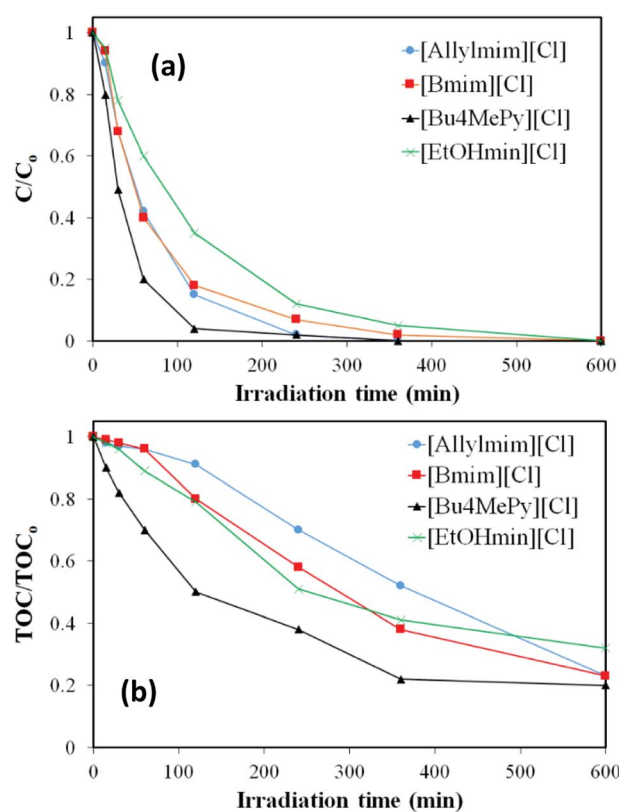 (a)
[Allylmim][Cl]
[Bmim][Cl]
[Bu4MePy][Cl]
[EtOHmin][Cl]
C/Co
1
0.8
0.6
0.4
0.2
0
0 100 200 300 400 500 600
Irradiation time (min)
[Allylmim][Cl]
[Bmim][Cl]
[Bu4MePy][Cl]
[EtOHmin][Cl]
TOC/TOCo
1
0.8
0.6
0.4
0.2
0
(b)
0 100 200 300 400 500 600
Irradiation time (min)